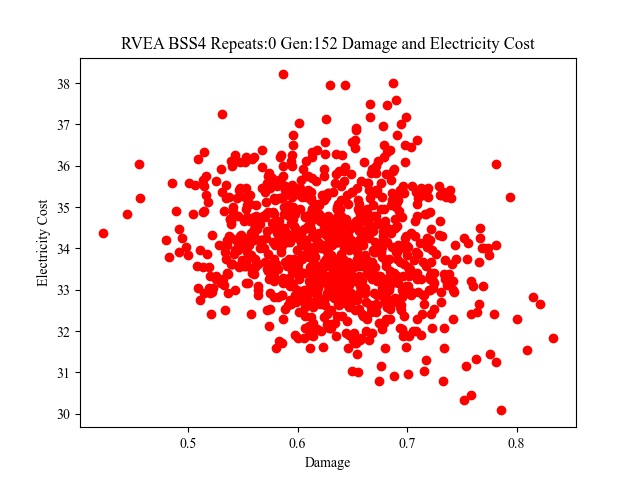 RVEA BSS4 Repeats:0 Gen:152 Damage and Electricity Cost
38
37
36
35
34
33
32
31
30
Electricity Cost
0.5 0.6 0.7 0.8
Damage